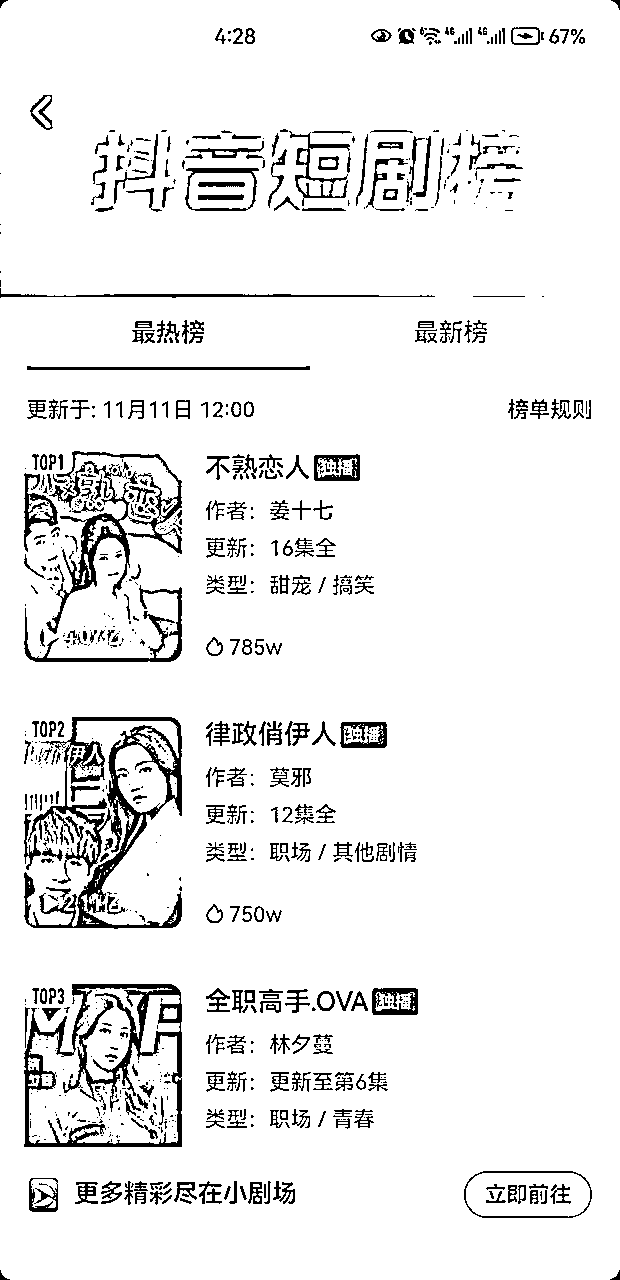 4:28 67%
抖音短剧榜
最热榜 最新榜
更新于: 11月11日 12:00 榜单规则
TOP1
不熟恋人 独播
作者：姜十七
更新：16集全
类型：甜宠 / 搞笑
785w
TOP2
伊人
律政俏伊人 独播
作者：莫邪
更新：12集全
类型：职场 / 其他剧情
750w
TOP3
全职高手.OVA 独播
作者：林夕蔓
更新：更新至第6集
类型：职场 / 青春
更多精彩尽在小剧场 立即前往